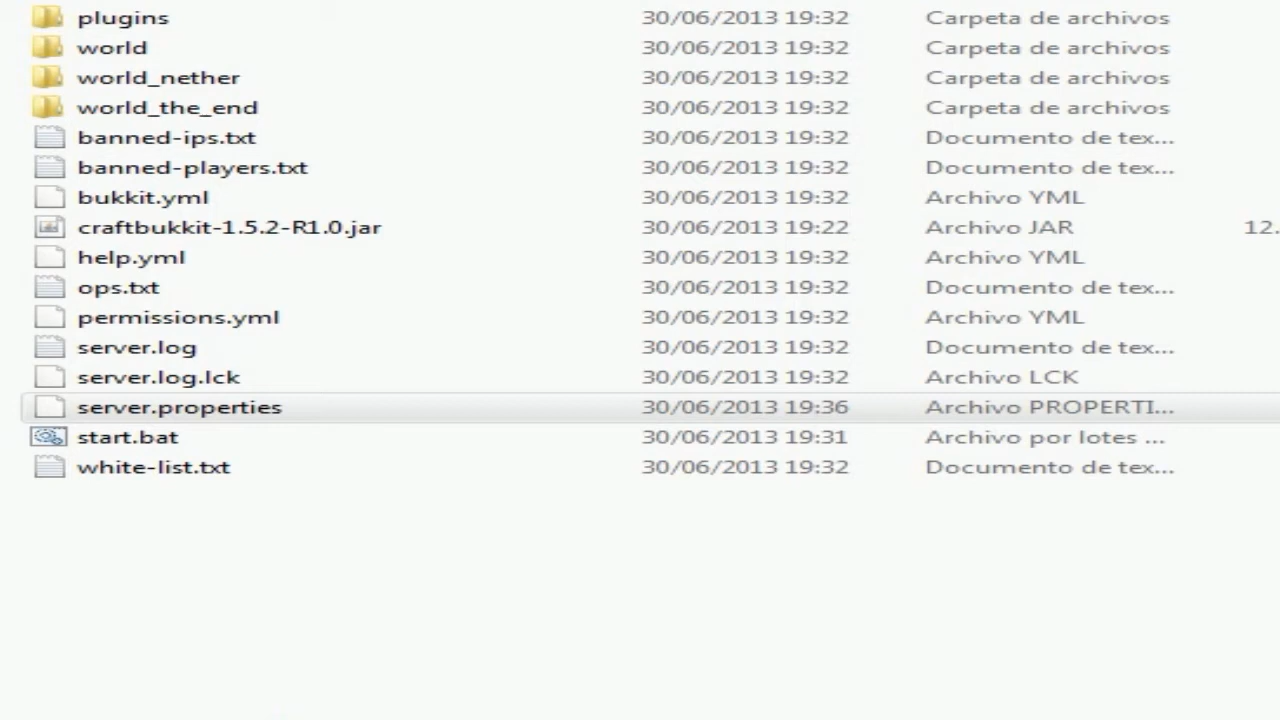 plugins 30/06/2013 19:32 Carpeta de archivos
world 30/06/2013 19:32 Carpeta de archivos
world_nether 30/06/2013 19:32 Carpeta de archivos
world_the_end 30/06/2013 19:32 Carpeta de archivos
banned-ips.txt 30/06/2013 19:32 Documento de tex...
banned-players.txt 30/06/2013 19:32 Documento de tex...
bukkit.yml 30/06/2013 19:32 Archivo YML
craftbukkit-1.5.2-R1.0.jar 30/06/2013 19:22 Archivo JAR 12.
help.yml 30/06/2013 19:32 Archivo YML
ops.txt 30/06/2013 19:32 Documento de tex...
permissions.yml 30/06/2013 19:32 Archivo YML
server.log 30/06/2013 19:32 Documento de tex...
server.log.lck 30/06/2013 19:32 Archivo LCK
server.properties 30/06/2013 19:36 Archivo PROPERTI...
start.bat 30/06/2013 19:31 Archivo por lotes ...
white-list.txt 30/06/2013 19:32 Documento de tex...